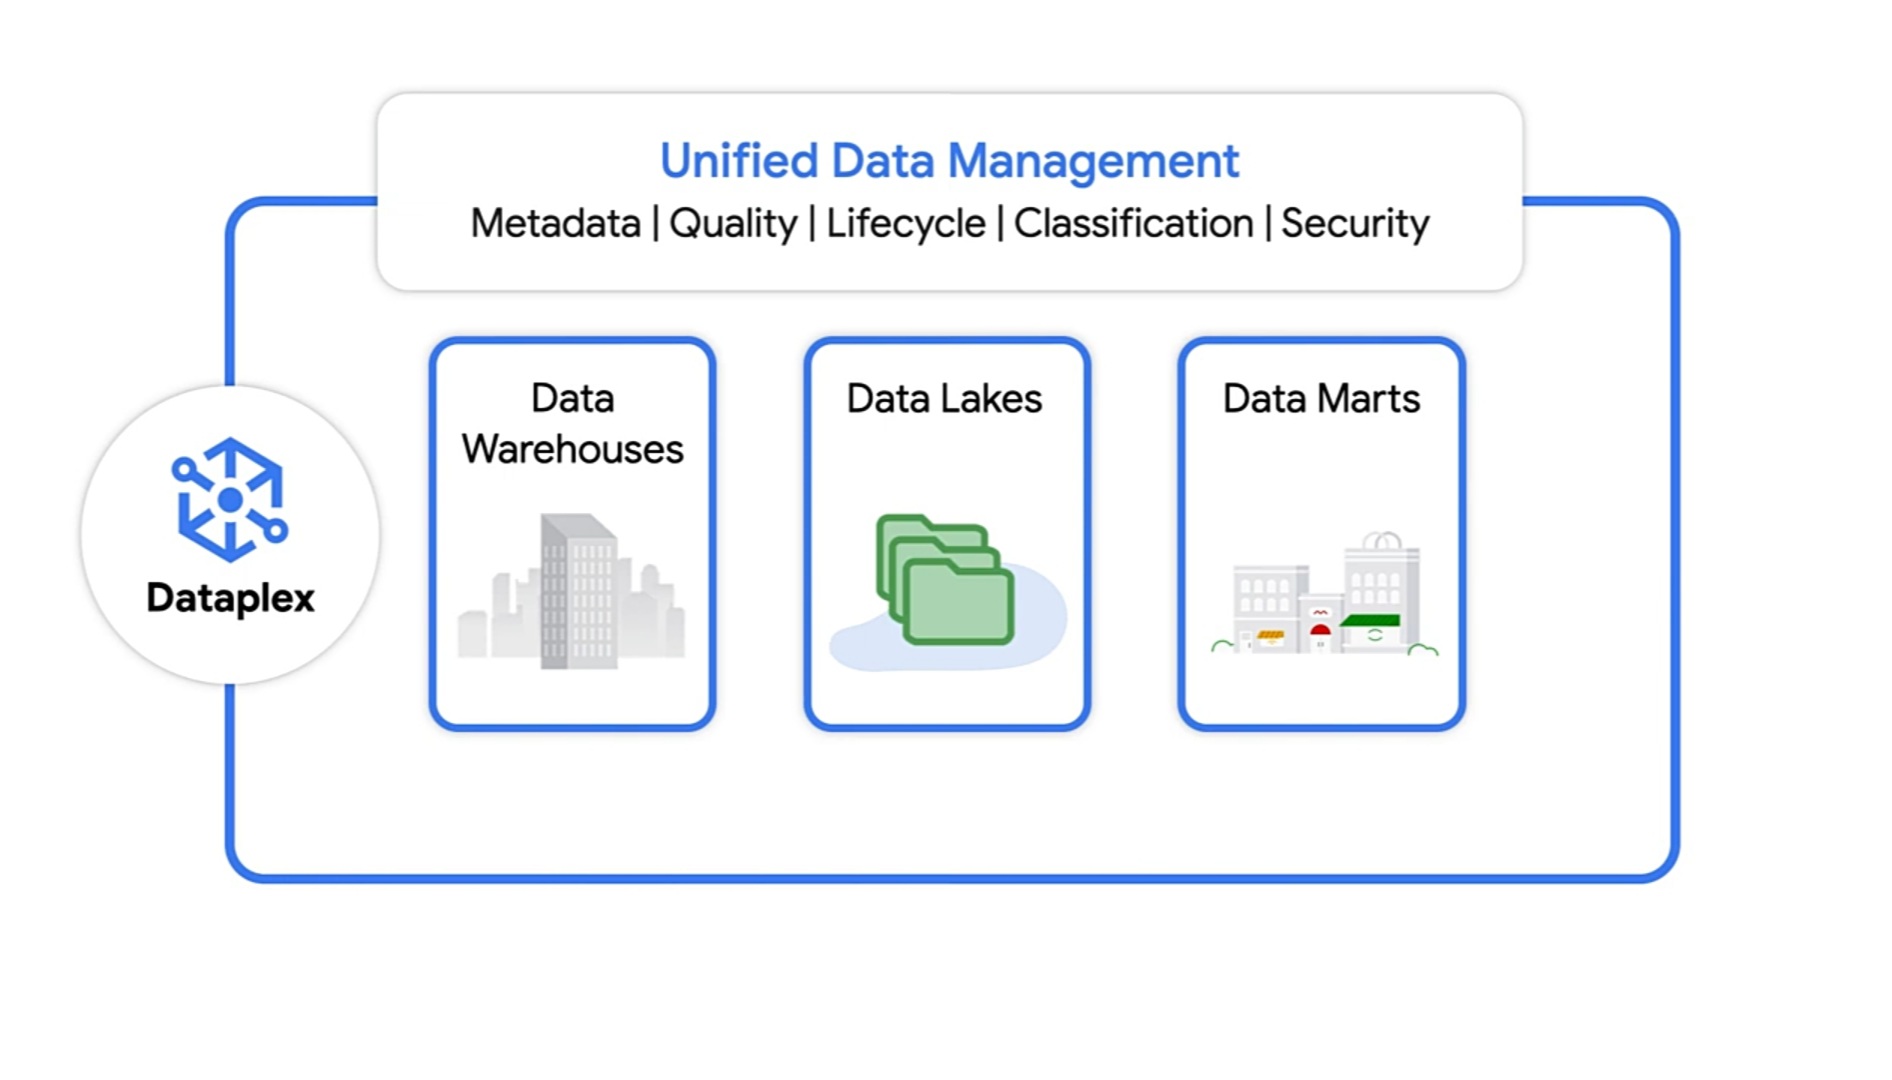 Unified Data Management
Metadata | Quality | Lifecycle | Classification | Security
Data
Warehouses
Data Lakes
Data Marts
Dataplex